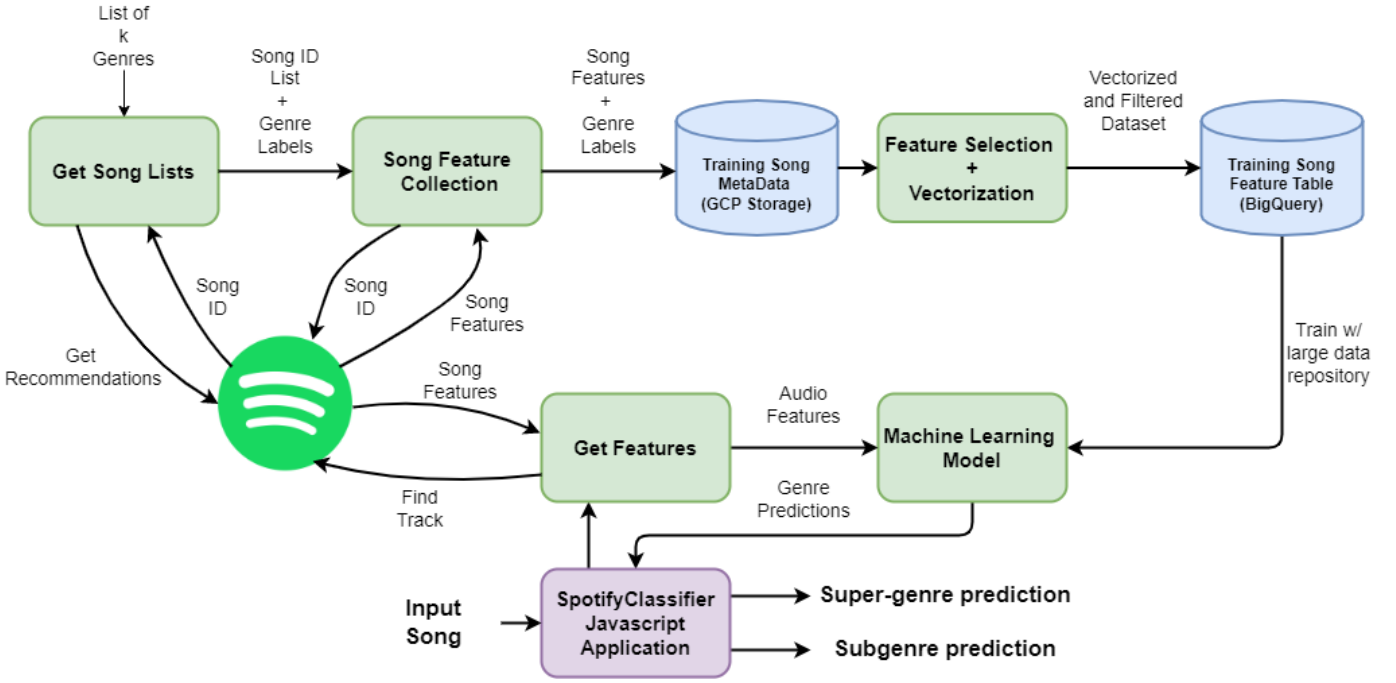 List of
k
Genres
Song ID
List
+
Genre
Labels
Song
Features
+
Genre
Labels
Vectorized
and Filtered
Dataset
Get Song Lists
Song Feature
Collection
Training Song
MetaData
(GCP Storage)
Feature Selection
+
Vectorization
Training Song
Feature Table
(BigQuery)
Song
ID
Song
ID
Song
Features
Get
Recommendations
Train w/
large data
repository
Song
Features
Find
Track
Get Features
Audio
Features
Machine Learning
Model
Genre
Predictions
Input
Song
SpotifyClassifier
Javascript
Application
Super-genre prediction
Subgenre prediction